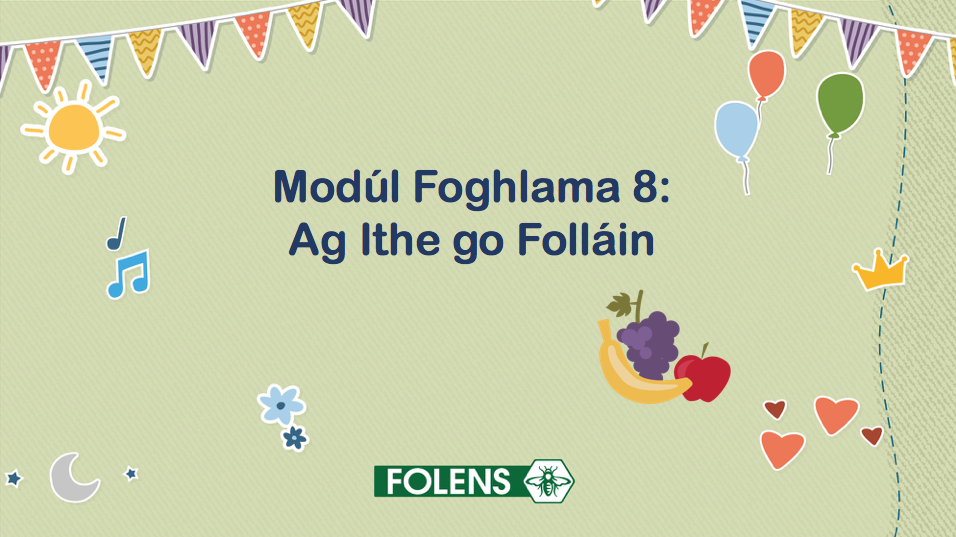 Modúl Foghlama 8:
Ag Ithe go Folláin
FOLENS